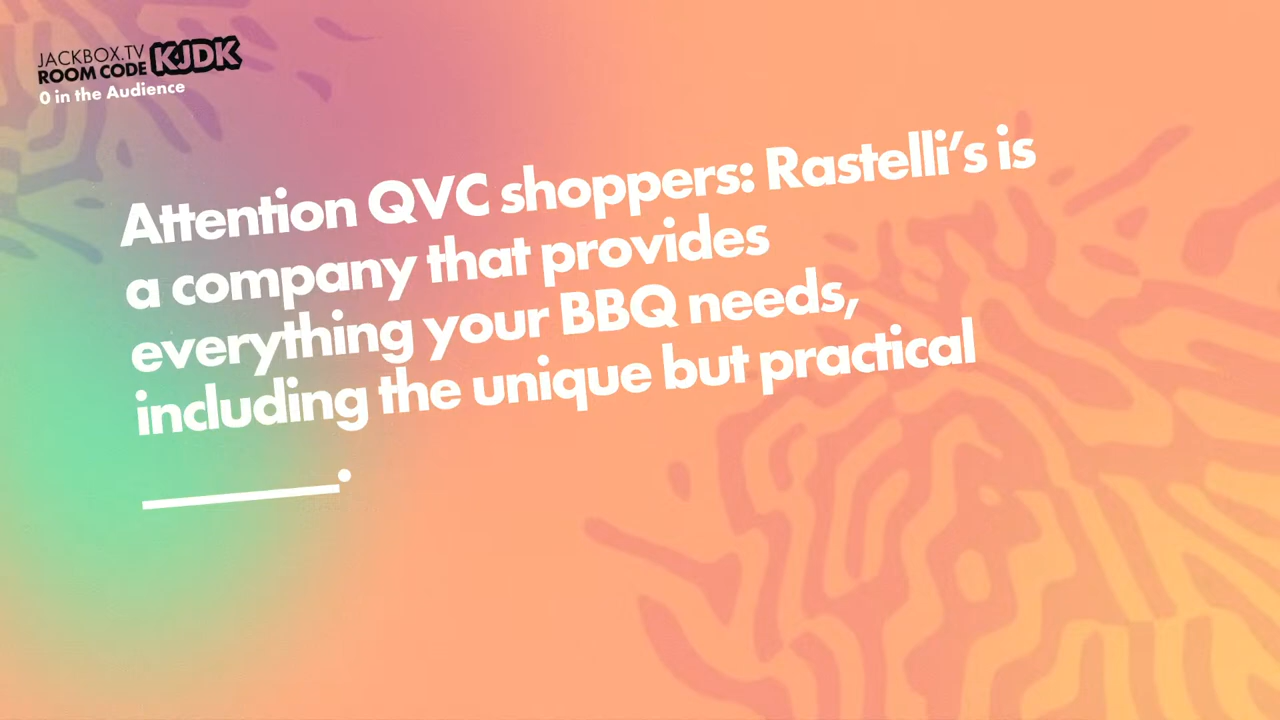 JACKBOX.TV
ROOM CODE KJDK
0 in the Audience
Attention QVC shoppers: Rastelli’s is
a company that provides
everything your BBQ needs,
including the unique but practical
________.